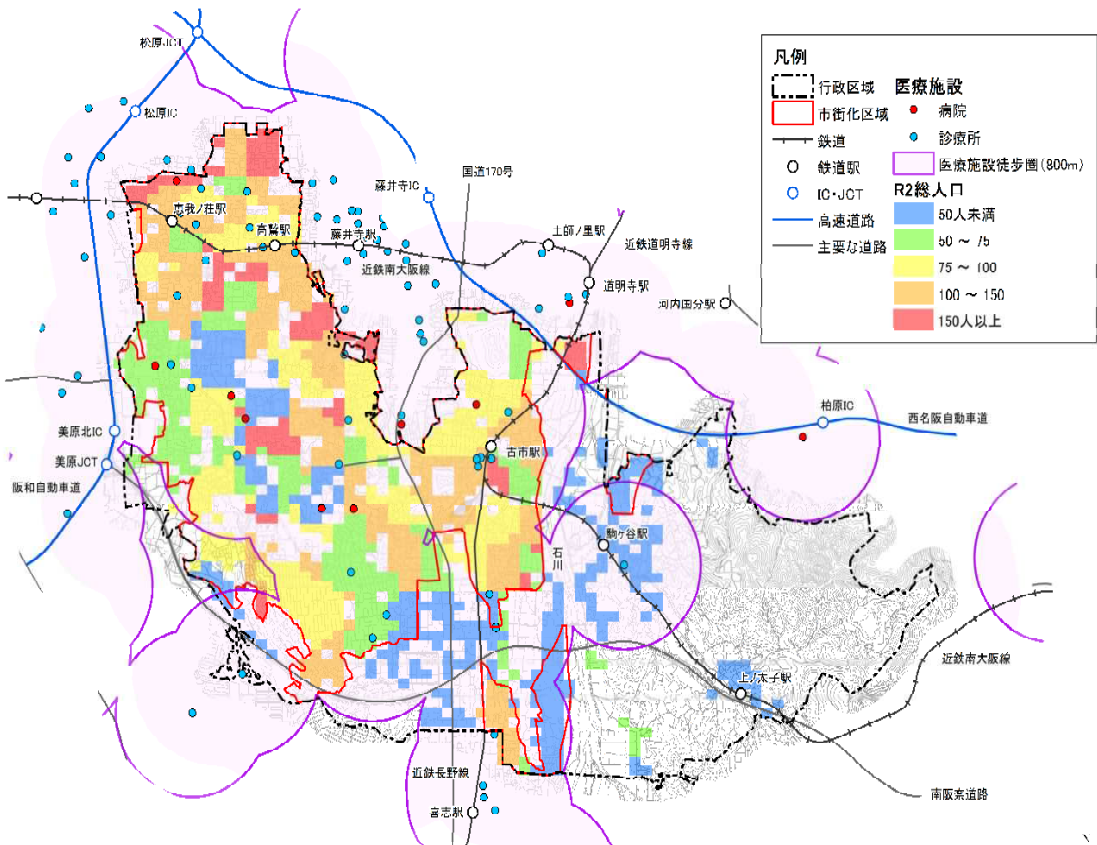 凡例
行政区域
市街化区域
鉄道
鉄道駅
IC・JCT
高速道路
主要な道路
医療施設
病院
診療所
医療施設徒歩圏(800m)
R2総人口
50人未満
50 ～ 75
75 ～ 100
100 ～ 150
150人以上
松原JCT
松原IC
国道170号
藤井寺IC
恵我ノ荘駅
高鷲駅
藤井寺駅
土師ノ里駅
近鉄道明寺線
近鉄南大阪線
道明寺駅
河内国分駅
柏原IC
西名阪自動車道
美原北IC
美原JCT
阪和自動車道
古市駅
駒ヶ谷駅
石川
近鉄南大阪線
上ノ太子駅
近鉄長野線
喜志駅
南阪奈道路